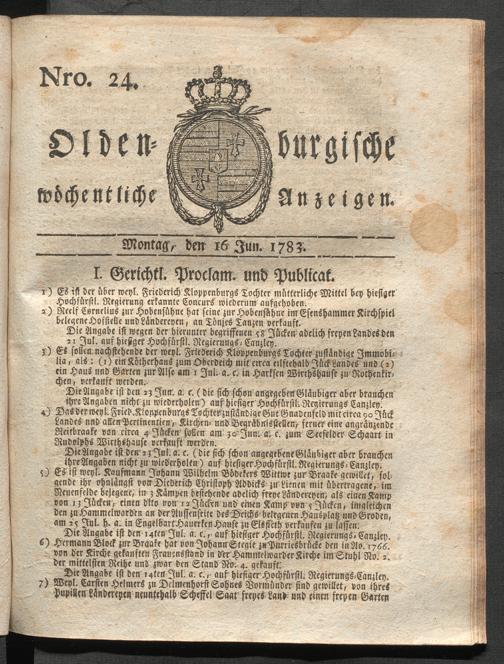 Nro. 24.
Olden- burgische
wöchentliche Anzeigen.
Montag, den 16 Jun. 1783.
I. Gerichtl. Proclam. und Publicat.
1) Es ist der über weyl. Friederich Kloppenburgs Tochter mütterliche Mittel bey hiesiger
Hochfürstl. Regierung erkannte Concurs wiederum aufgehoben.
2) Reelf Cornelius zur Hobensühne hat seine zur Hobensühne im Esenshammer Kirchspiel
belegene Hofstelle und Ländereyen, an Tönjes Tanzen verkauft.
Die Angabe ist wegen der hierunter begriffenen 58 Jücken adelich freyen Landes den
21 Jul. auf hiesiger Hochfürstl. Regierungs-Canzley.
3) Es sollen nachstehende der weyl. Friederich Kloppenburgs Tochter zuständige Immobi-
lia, als: (1) ein Kötherhaus zum Oberdeich mit circa eilftehalb Jück Landes und (2)
ein Haus und Garten zur Alse am 1 Jul. a. c. in Harksen Wirthshause zu Rothenkir-
chen, verkauft werden.
Die Angabe ist den 23 Jun. a. c. (die sich schon angegebene Gläubiger aber brauchen
ihre Angaben nicht zu wiederholen) auf hiesiger Hochfürstl. Regierungs Canzley.
4) Das der weyl. Fried. Kloppenburgs Tochter zuständige Gut Gnadenfeld mit circa 90 Jück
Landes und allen Pertinentien, Kirchen- und Begräbnißstellen, ferner eine angränzende
Reitbraake von circa 4 Jücken sollen am 30 Jun. a. c. zum Seefelder Schaart in
Rudolphs Wirthshause verkauft werden.
Die Angabe ist den 23 Jul. a. c. (die sich schon angegebene Gläubiger aber brauchen
ihre Angaben nicht zu wiederholen) auf hiesiger Hochfürstl. Regierungs-Canzley.
5) Es ist weyl. Kaufmann Johann Wilhelm Bödekers Wittwe zur Braake gewillet, fol-
gende ihr ohnlängst von Diederich Christoph Addicks zu Lienen mit übertragene, im
Neuenfelde belegene, in 3 Kämpen bestehende adelich freye Ländereyen, als einen Kamp
von 13 Jücken, einen dito von 12 Jücken und einen Kamp von 5 Jücken, imgleichen
den zu Hammelwarden an der Aussenseite des Deichs belegenen Hausplatz und Groden,
am 25 Jul. h. a. in Engelbart Hauerken Hause zu Elsfleth verkaufen zu lassen.
Die Angabe ist den 14ten Jul. a. c., auf hiesiger Hochfürstl. Regierungs-Canzley.
6) Hermann Block zur Braake hat von Johann Stegie zu Punriesbrücke den in Ao. 1766.
von der Kirche gekauften Frauensstand in der Hammelwarder Kirche im Stuhl No. 2.
der mittelsten Reihe und zwar den Stand No. 4. gekauft.
Die Angabe ist den 14ten Jul. a. c., auf hiesiger Hochfürstl. Regierungs-Canzley.
7) Weyl. Carsten Helmers zu Delmenhorst Sohnes Vormünder sind gewillet, von ihres
Pupillen Ländereyen neuntehalb Scheffel Saat freyes Land und einen freyen Garten